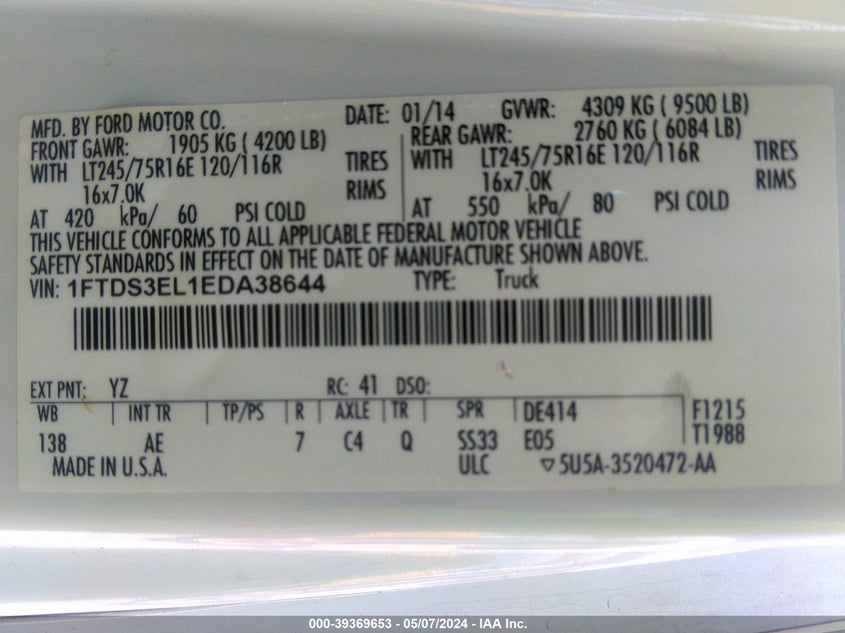 MFD. BY FORD MOTOR CO. DATE: 01/14 GVWR: 4309 KG ( 9500 LB)
FRONT GAWR: 1905 KG ( 4200 LB) REAR GAWR: 2760 KG ( 6084 LB)
WITH LT245/75R16E 120/116R TIRES WITH LT245/75R16E 120/116R TIRES
16x7.0K RIMS 16x7.0K RIMS
AT 420 kPa/ 60 PSI COLD AT 550 kPa/ 80 PSI COLD
THIS VEHICLE CONFORMS TO ALL APPLICABLE FEDERAL MOTOR VEHICLE
SAFETY STANDARDS IN EFFECT ON THE DATE OF MANUFACTURE SHOWN ABOVE.
VIN: 1FTDS3EL1EDA38644 TYPE: Truck
EXT PNT: YZ RC: 41 DSO:
WB INT TR TP/PS R AXLE TR SPR DE414 F1215
138 AE 7 C4 Q SS33 E05 T1988
MADE IN U.S.A. ULC ▽5U5A-3520472-AA
000-39369653 - 05/07/2024 - IAA Inc.